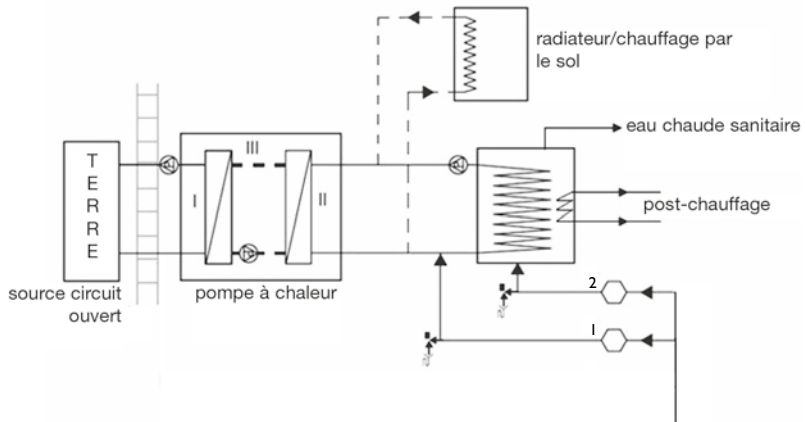 radiateur/chauffage par
le sol
eau chaude sanitaire
TERRE
III
I
II
post-chauffage
source circuit
ouvert
pompe à chaleur
2
1